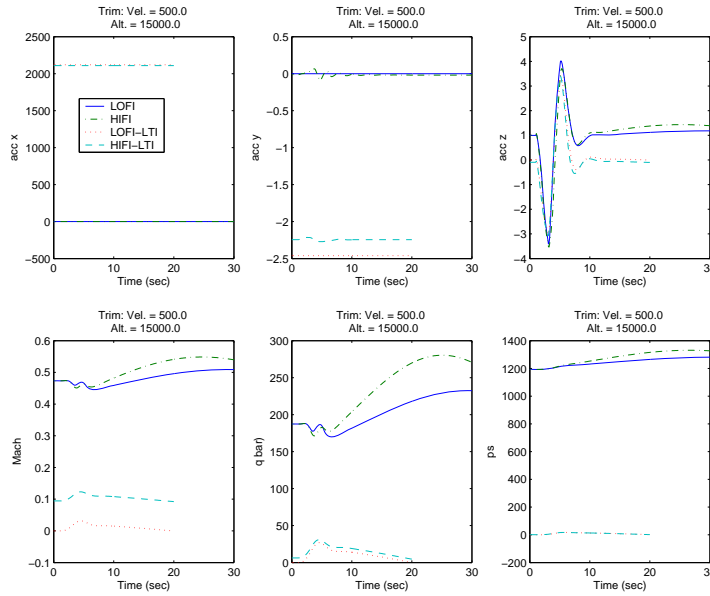 Trim: Vel. = 500.0
Alt. = 15000.0
2500
2000
1500
1000
500
0
−500
acc x
LOFI
HIFI
LOFI−LTI
HIFI−LTI
0 10 20 30
Time (sec)
Trim: Vel. = 500.0
Alt. = 15000.0
0.5
0
−0.5
−1
−1.5
−2
−2.5
acc y
0 10 20 30
Time (sec)
Trim: Vel. = 500.0
Alt. = 15000.0
5
4
3
2
1
0
−1
−2
−3
−4
acc z
0 10 20 30
Time (sec)
Trim: Vel. = 500.0
Alt. = 15000.0
0.6
0.5
0.4
0.3
0.2
0.1
0
−0.1
Mach
0 10 20 30
Time (sec)
Trim: Vel. = 500.0
Alt. = 15000.0
300
250
200
150
100
50
0
q bar)
0 10 20 30
Time (sec)
Trim: Vel. = 500.0
Alt. = 15000.0
1400
1200
1000
800
600
400
200
0
−200
ps
0 10 20 30
Time (sec)